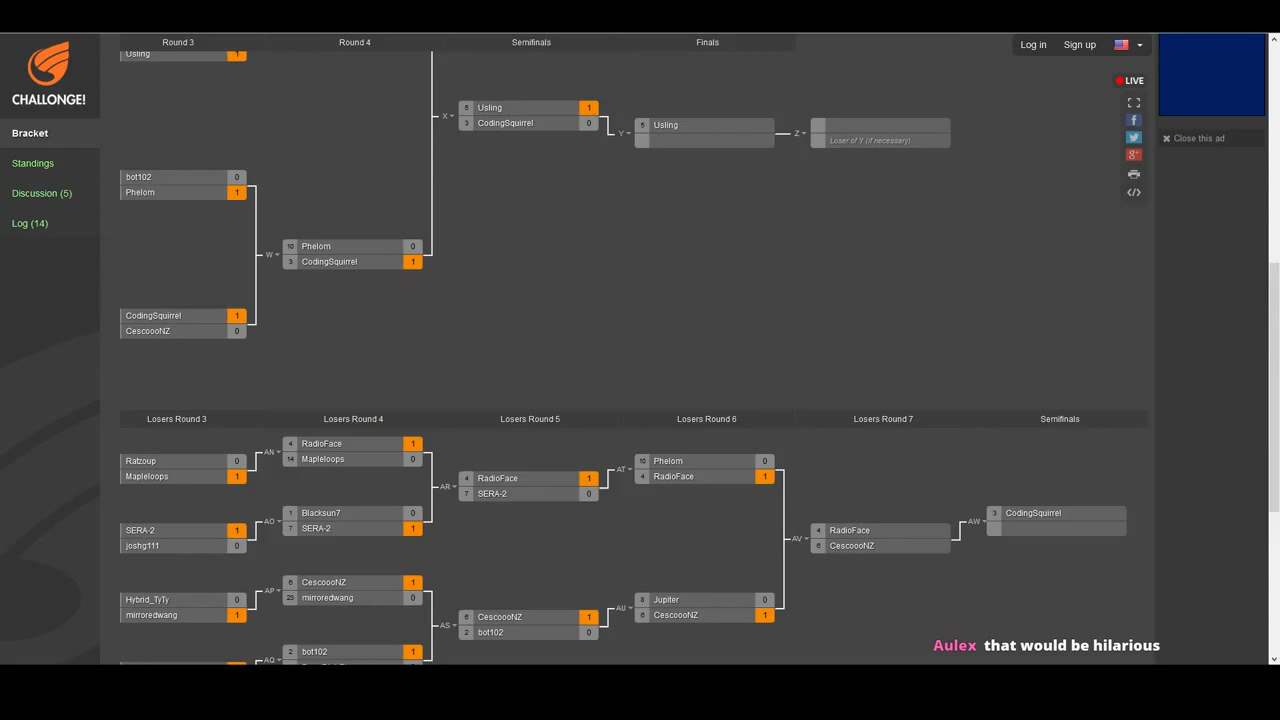 Round 3
Round 4
Semifinals
Finals
Log in
Sign up
Usling 1
LIVE
CHALLONGE!
5 Usling 1
X
3 CodingSquirrel 0
5 Usling
Y
Z
Loser of Y (if necessary)
Close this ad
Bracket
Standings
Discussion (5)
Log (14)
bot102 0
Phelom 1
10 Phelom 0
W
3 CodingSquirrel 1
CodingSquirrel 1
CescoooNZ 0
Losers Round 3
Losers Round 4
Losers Round 5
Losers Round 6
Losers Round 7
Semifinals
Ratzoup 0
Mapleloops 1
AN
4 RadioFace 1
14 Mapleloops 0
SERA-2 1
joshg111 0
AO
1 Blacksun7 0
7 SERA-2 1
AR
4 RadioFace 1
7 SERA-2 0
AT
10 Phelom 0
4 RadioFace 1
AV
4 RadioFace
6 CescoooNZ
AW
3 CodingSquirrel
Hybrid_TyTy 0
mirroredwang 1
AP
6 CescoooNZ 1
23 mirroredwang 0
AS
6 CescoooNZ 1
2 bot102 0
AU
8 Jupiter 0
6 CescoooNZ 1
AQ
2 bot102 1
Aulex that would be hilarious